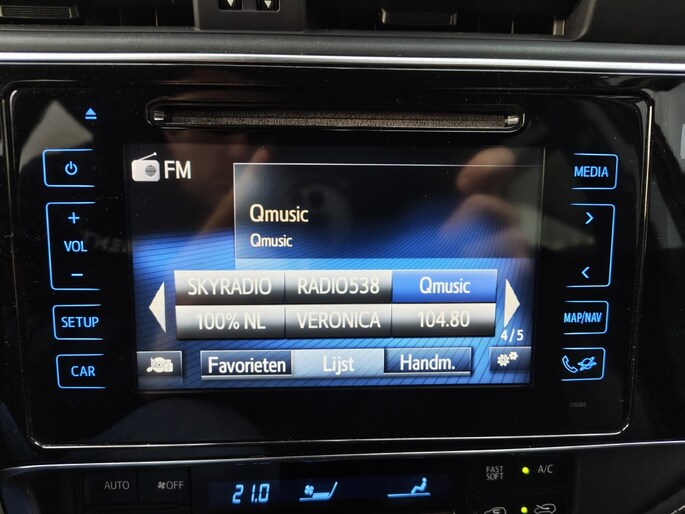 FM
MEDIA
Qmusic
Qmusic
+
VOL
-
SKYRADIO RADIO538 Qmusic
100% NL VERONICA 104.80
4/5
SETUP
MAP/NAV
Favorieten Lijst Handm.
CAR
AUTO OFF
21.0
FAST
SOFT
A/C